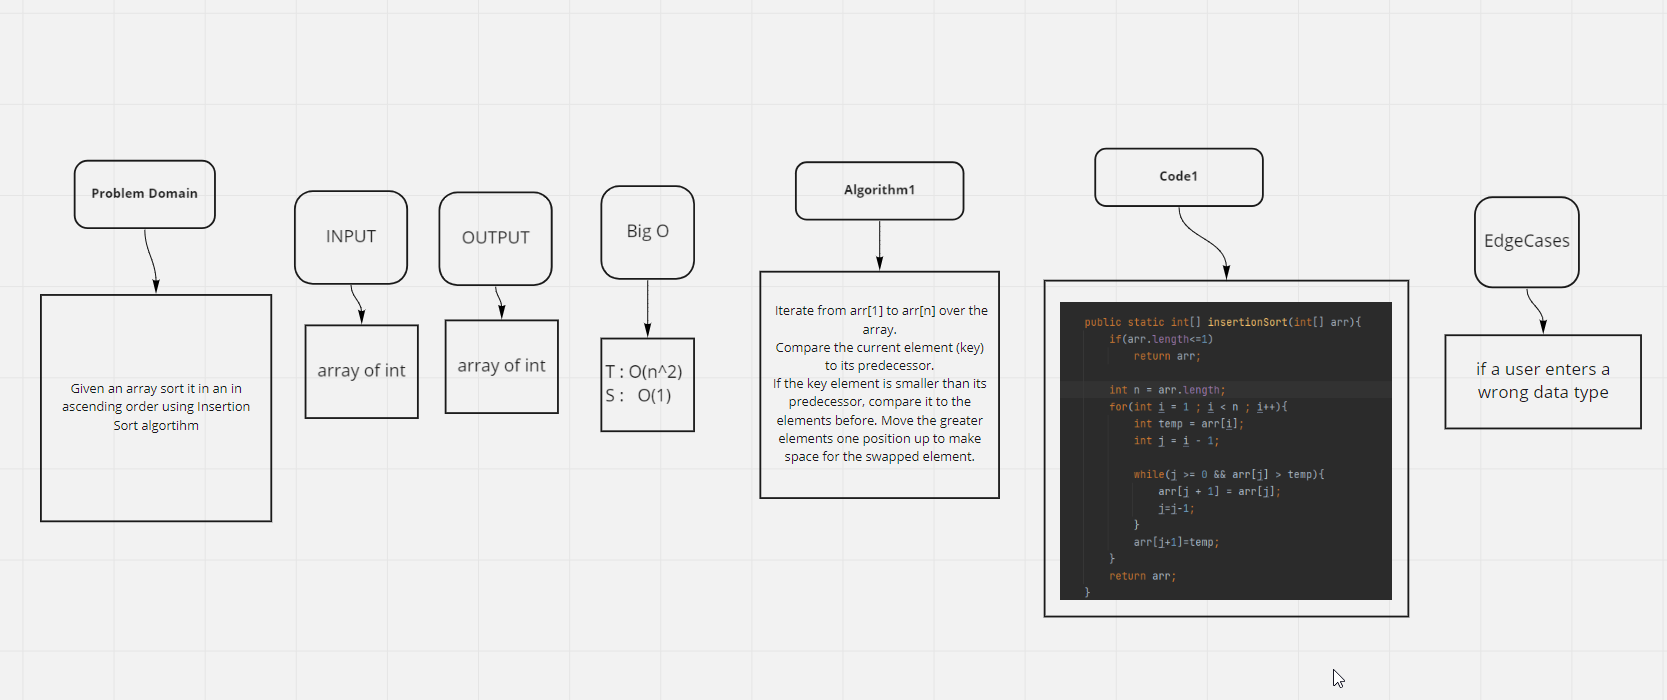 Problem Domain
Given an array sort it in an in
ascending order using Insertion
Sort algortihm
INPUT
array of int
OUTPUT
array of int
Big O
T : O(n^2)
S : O(1)
Algorithm1
Iterate from arr[1] to arr[n] over the
array.
Compare the current element (key)
to its predecessor.
If the key element is smaller than its
predecessor, compare it to the
elements before. Move the greater
elements one position up to make
space for the swapped element.
Code1
public static int[] insertionSort(int[] arr){
if(arr.length<=1)
return arr;
int n = arr.length;
for(int i = 1 ; i < n ; i++){
int temp = arr[i];
int j = i - 1;
while(j >= 0 && arr[j] > temp){
arr[j + 1] = arr[j];
j=j-1;
}
arr[j+1]=temp;
}
return arr;
}
EdgeCases
if a user enters a
wrong data type